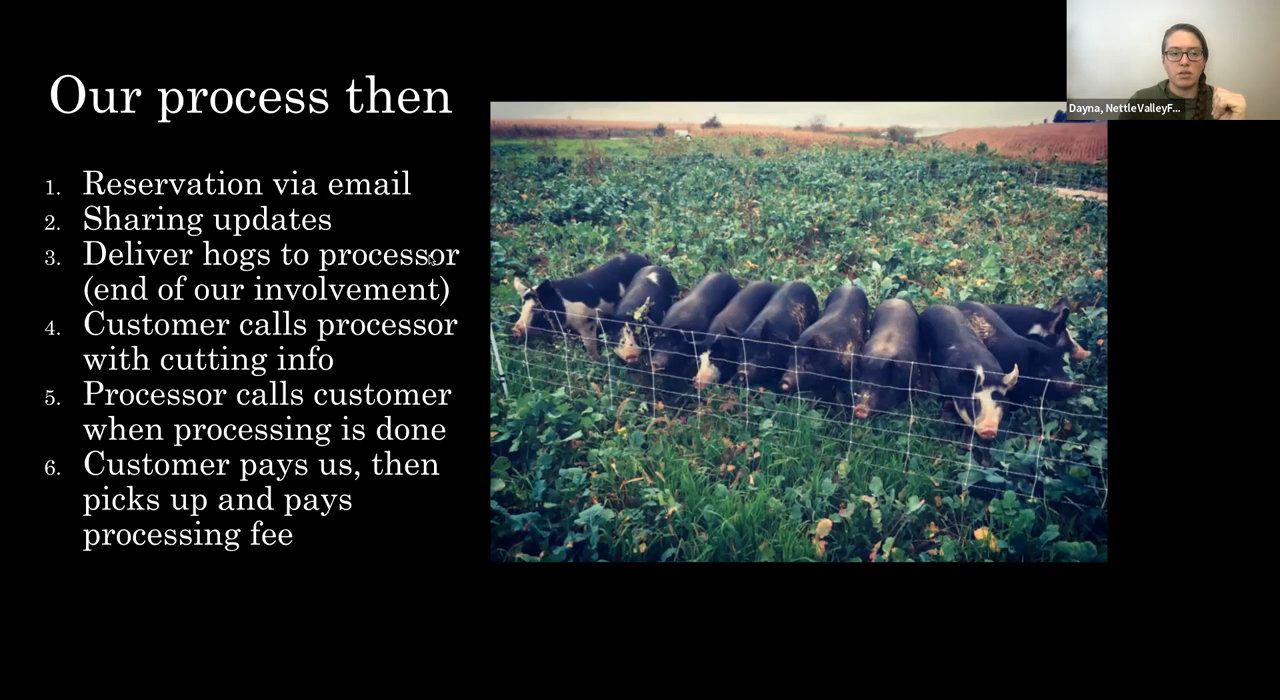 Our process then
1. Reservation via email
2. Sharing updates
3. Deliver hogs to processor
(end of our involvement)
4. Customer calls processor
with cutting info
5. Processor calls customer
when processing is done
6. Customer pays us, then
picks up and pays
processing fee
Dayna, NettleValleyF...